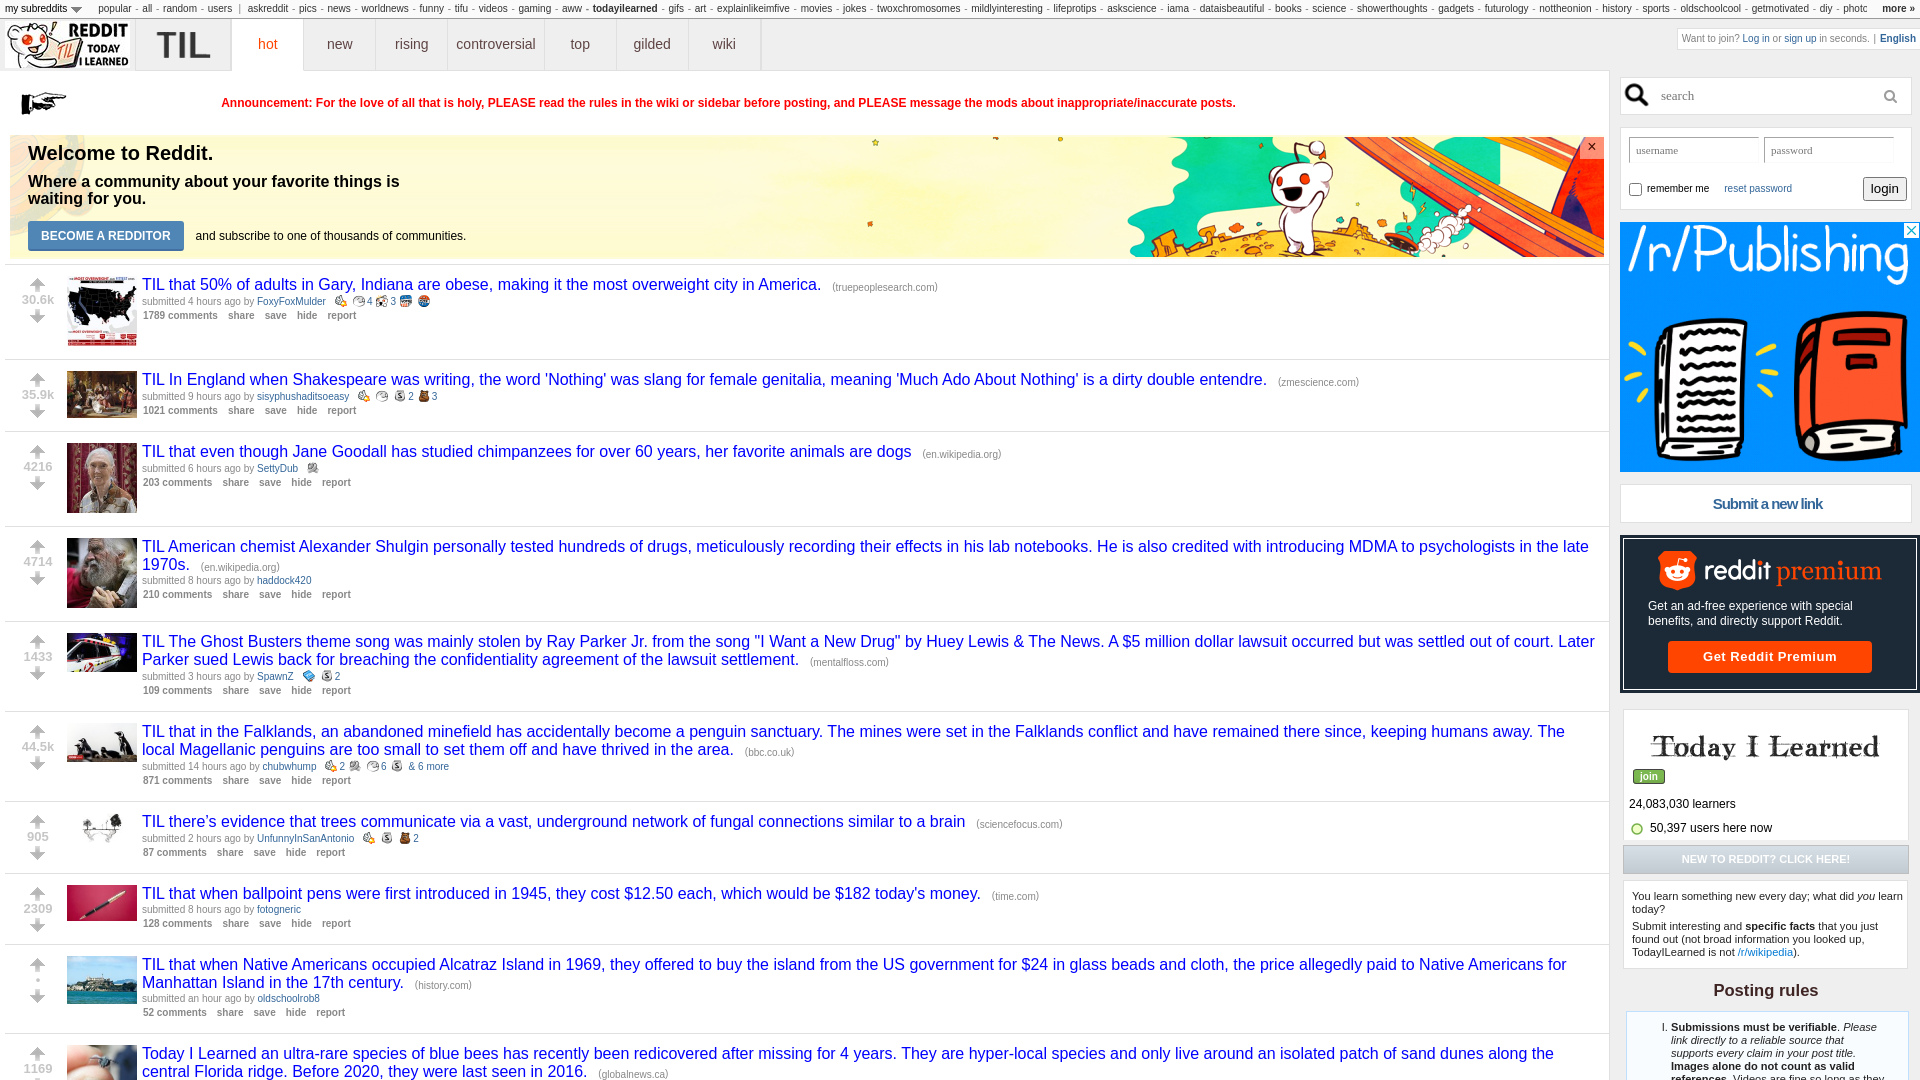 my subreddits popular - all - random - users | askreddit - pics - news - worldnews - funny - tifu - videos - gaming - aww - todayilearned - gifs - art - explainlikeimfive - movies - jokes - twoxchromosomes - mildlyinteresting - lifeprotips - askscience - iama - dataisbeautiful - books - science - showerthoughts - gadgets - futurology - nottheonion - history - sports - oldschoolcool - getmotivated - diy - photo more »
REDDIT
TODAY
I LEARNED
TIL
TIL hot new rising controversial top gilded wiki
Want to join? Log in or sign up in seconds. | English
Announcement: For the love of all that is holy, PLEASE read the rules in the wiki or sidebar before posting, and PLEASE message the mods about inappropriate/inaccurate posts.
Welcome to Reddit.
Where a community about your favorite things is
waiting for you.
BECOME A REDDITOR and subscribe to one of thousands of communities.
×
30.6k
TIL that 50% of adults in Gary, Indiana are obese, making it the most overweight city in America. (truepeoplesearch.com)
submitted 4 hours ago by FoxyFoxMulder 4 3
1789 comments share save hide report
35.9k
TIL In England when Shakespeare was writing, the word 'Nothing' was slang for female genitalia, meaning 'Much Ado About Nothing' is a dirty double entendre. (zmescience.com)
submitted 9 hours ago by sisyphushaditsoeasy 2 3
1021 comments share save hide report
4216
TIL that even though Jane Goodall has studied chimpanzees for over 60 years, her favorite animals are dogs (en.wikipedia.org)
submitted 6 hours ago by SettyDub
203 comments share save hide report
4714
TIL American chemist Alexander Shulgin personally tested hundreds of drugs, meticulously recording their effects in his lab notebooks. He is also credited with introducing MDMA to psychologists in the late
1970s. (en.wikipedia.org)
submitted 8 hours ago by haddock420
210 comments share save hide report
1433
TIL The Ghost Busters theme song was mainly stolen by Ray Parker Jr. from the song "I Want a New Drug" by Huey Lewis & The News. A $5 million dollar lawsuit occurred but was settled out of court. Later
Parker sued Lewis back for breaching the confidentiality agreement of the lawsuit settlement. (mentalfloss.com)
submitted 3 hours ago by SpawnZ 2
109 comments share save hide report
44.5k
TIL that in the Falklands, an abandoned minefield has accidentally become a penguin sanctuary. The mines were set in the Falklands conflict and have remained there since, keeping humans away. The
local Magellanic penguins are too small to set them off and have thrived in the area. (bbc.co.uk)
submitted 14 hours ago by chubwhump 2 6 & 6 more
871 comments share save hide report
905
TIL there's evidence that trees communicate via a vast, underground network of fungal connections similar to a brain (sciencefocus.com)
submitted 2 hours ago by UnfunnyInSanAntonio 2
87 comments share save hide report
2309
TIL that when ballpoint pens were first introduced in 1945, they cost $12.50 each, which would be $182 today's money. (time.com)
submitted 8 hours ago by fotogneric
128 comments share save hide report
•
TIL that when Native Americans occupied Alcatraz Island in 1969, they offered to buy the island from the US government for $24 in glass beads and cloth, the price allegedly paid to Native Americans for
Manhattan Island in the 17th century. (history.com)
submitted an hour ago by oldschoolrob8
52 comments share save hide report
1169
Today I Learned an ultra-rare species of blue bees has recently been redicovered after missing for 4 years. They are hyper-local species and only live around an isolated patch of sand dunes along the
central Florida ridge. Before 2020, they were last seen in 2016. (globalnews.ca)
search
username password
remember me reset password login
/r/Publishing
Submit a new link
reddit premium
Get an ad-free experience with special
benefits, and directly support Reddit.
Get Reddit Premium
Today I Learned
join
24,083,030 learners
50,397 users here now
NEW TO REDDIT? CLICK HERE!
You learn something new every day; what did you learn
today?
Submit interesting and specific facts that you just
found out (not broad information you looked up,
TodayILearned is not /r/wikipedia).
Posting rules
I. Submissions must be verifiable. Please
link directly to a reliable source that
supports every claim in your post title.
Images alone do not count as valid
references. Videos are fine so long as they